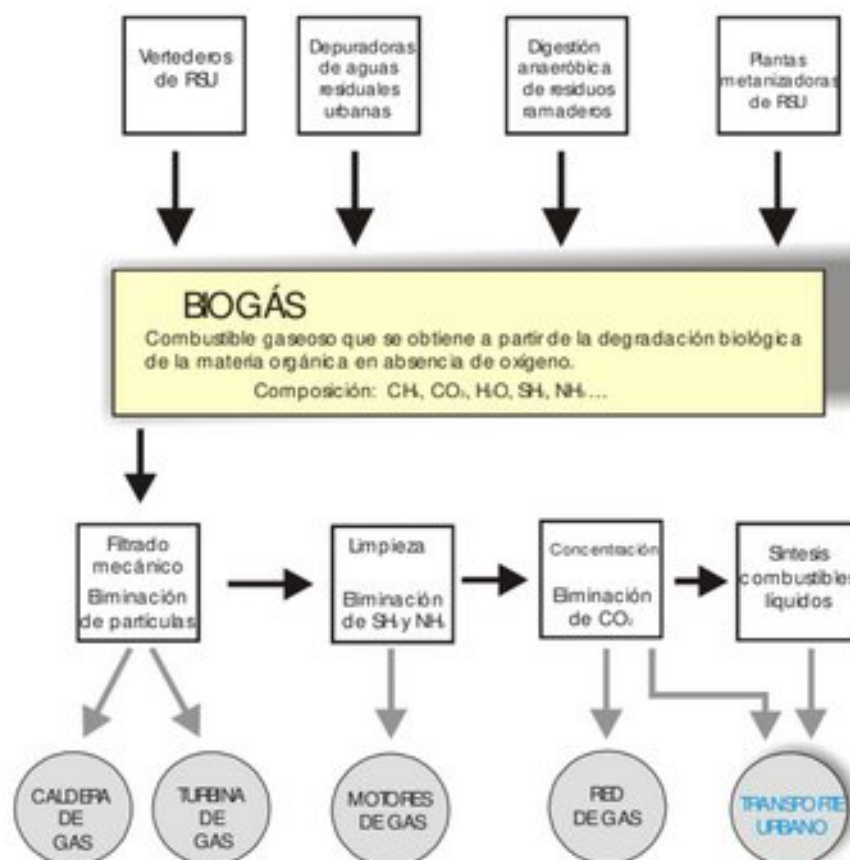 Vertederos
de RSU
Depuradoras
de aguas
residuales
urbanas
Digestión
anaeróbica
de residuos
ramaderos
Plantas
metanizadoras
de RSU
BIOGÁS
Combustible gaseoso que se obtiene a partir de la degradación biológica
de la materia orgánica en absencia de oxígeno.
Composición: CH₄, CO₂, H₂O, SH₂, NH₃ ...
Filtrado
mecánico
Eliminación
de partículas
Limpieza
Eliminación
de SH₂ y NH₃
Concentración
Eliminación
de CO₂
Síntesis
combustibles
líquidos
CALDERA
DE
GAS
TURBINA
DE
GAS
MOTORES
DE GAS
RED
DE GAS
TRANSPORTE
URBANO